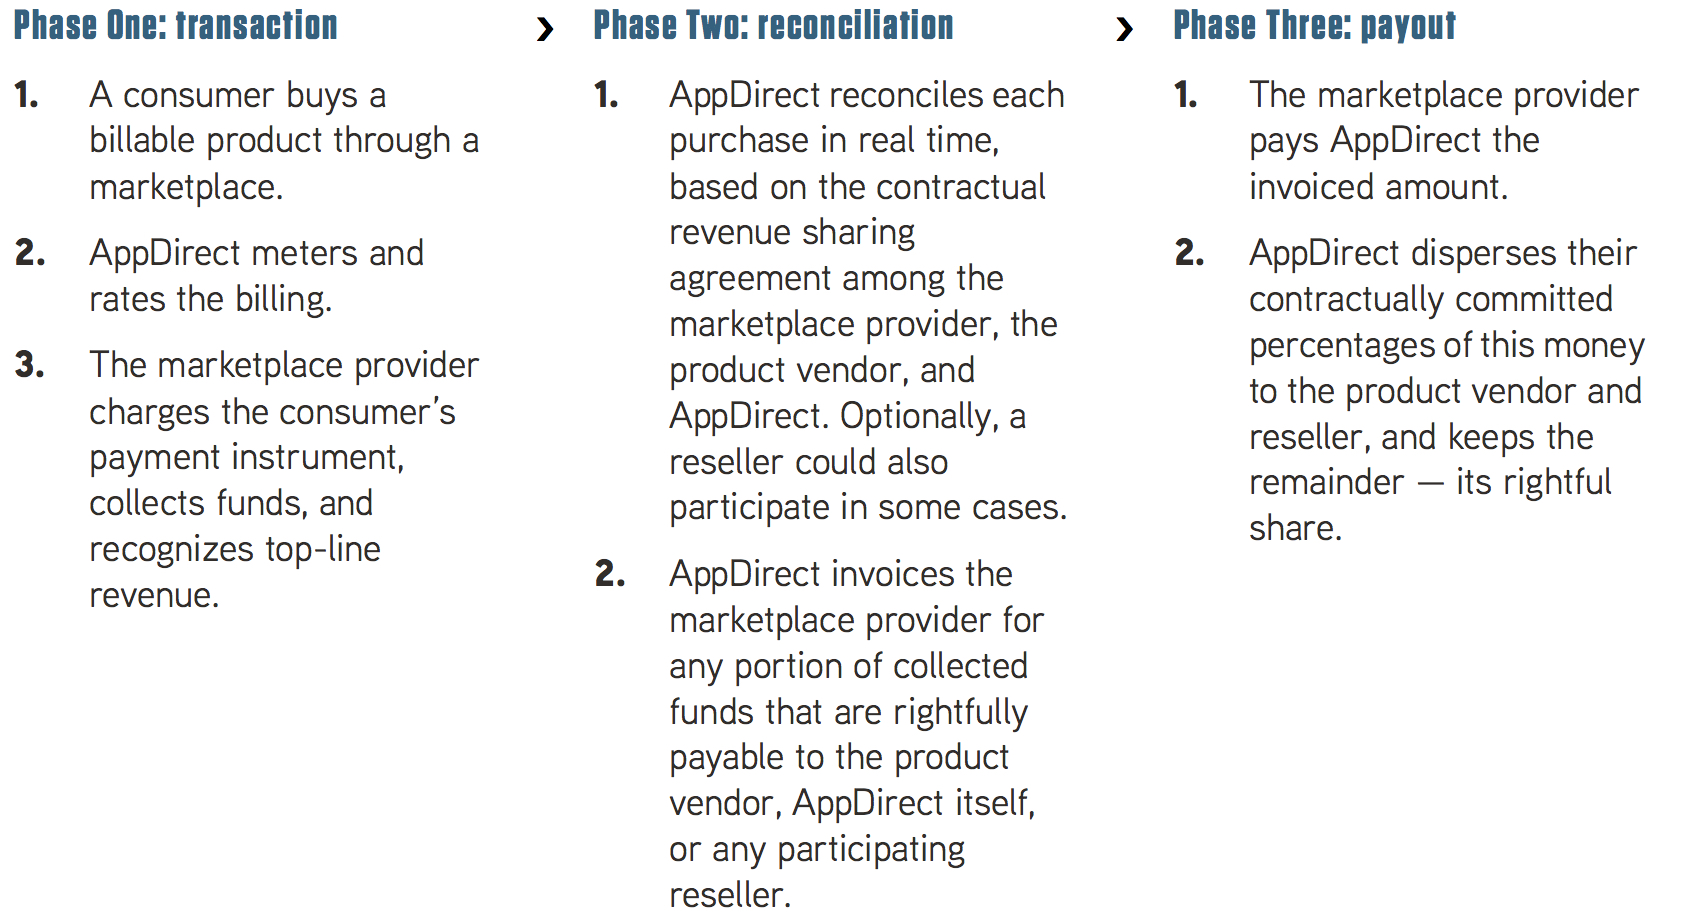 Phase One: transaction
1. A consumer buys a
billable product through a
marketplace.
2. AppDirect meters and
rates the billing.
3. The marketplace provider
charges the consumer’s
payment instrument,
collects funds, and
recognizes top-line
revenue.
›
Phase Two: reconciliation
1. AppDirect reconciles each
purchase in real time,
based on the contractual
revenue sharing
agreement among the
marketplace provider, the
product vendor, and
AppDirect. Optionally, a
reseller could also
participate in some cases.
2. AppDirect invoices the
marketplace provider for
any portion of collected
funds that are rightfully
payable to the product
vendor, AppDirect itself,
or any participating
reseller.
›
Phase Three: payout
1. The marketplace provider
pays AppDirect the
invoiced amount.
2. AppDirect disperses their
contractually committed
percentages of this money
to the product vendor and
reseller, and keeps the
remainder — its rightful
share.